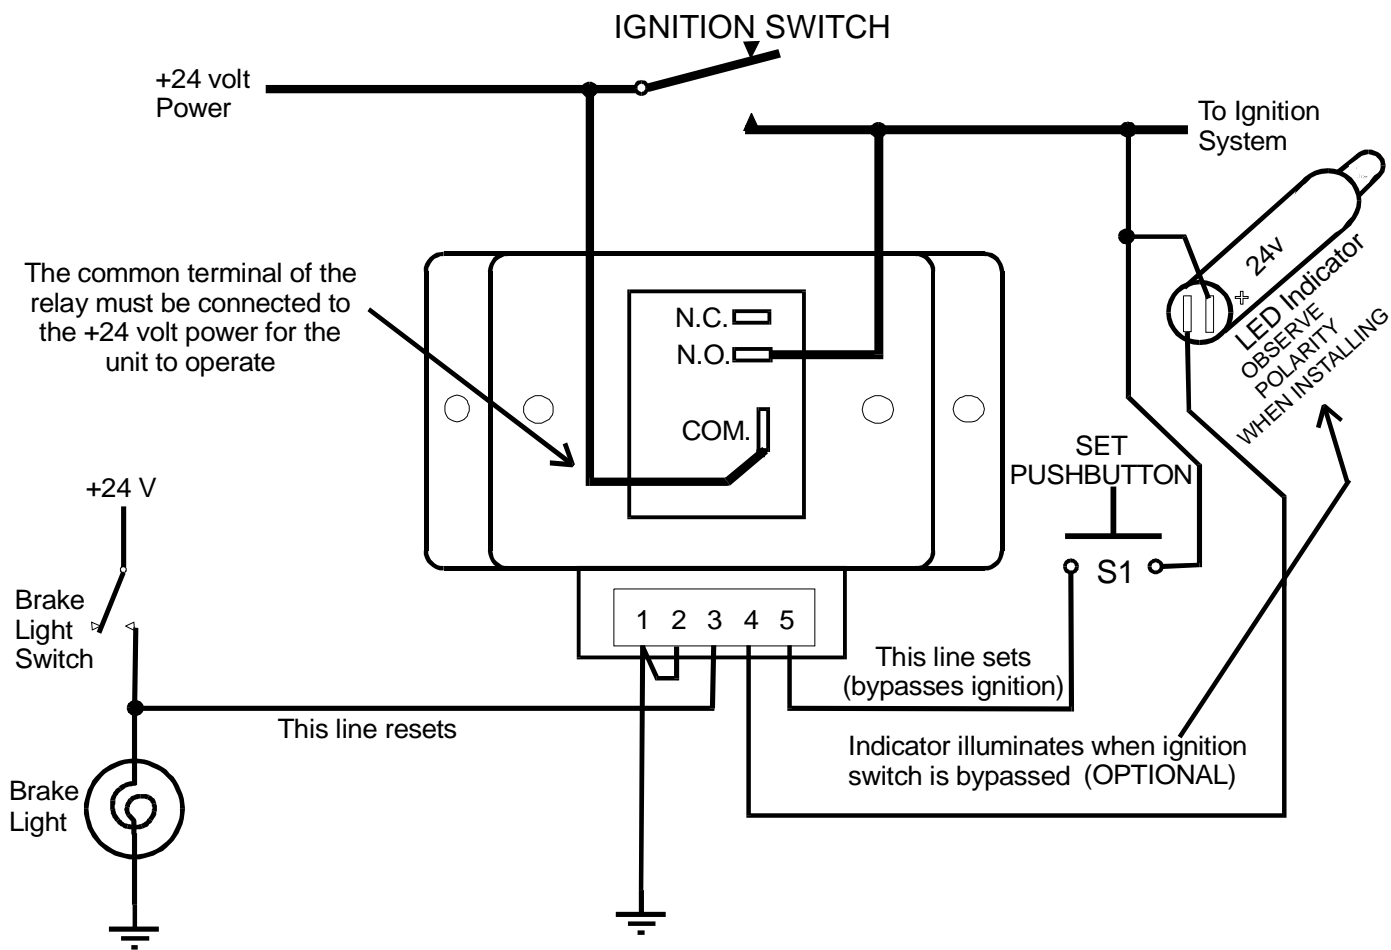 IGNITION SWITCH
+24 volt
Power
To Ignition
System
24v
LED Indicator
OBSERVE
POLARITY
WHEN INSTALLING
+
The common terminal of the
relay must be connected to
the +24 volt power for the
unit to operate
N.C.
N.O.
COM.
SET
PUSHBUTTON
S1
+24 V
Brake
Light
Switch
1 2 3 4 5
This line sets
(bypasses ignition)
This line resets
Indicator illuminates when ignition
switch is bypassed (OPTIONAL)
Brake
Light